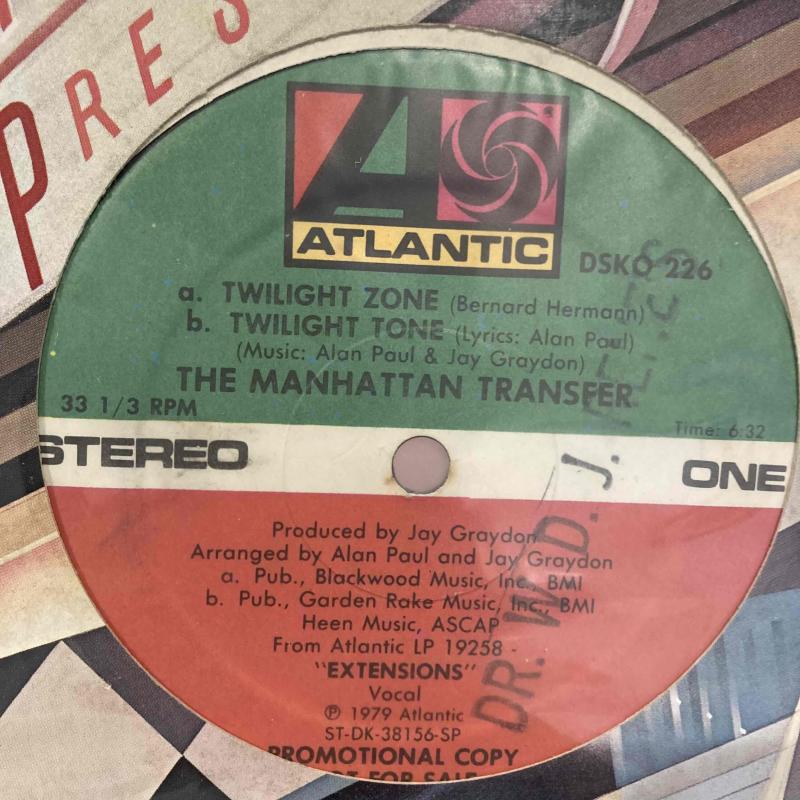 PRES
ATLANTIC
DSKO 226
a. TWILIGHT ZONE (Bernard Hermann)
b. TWILIGHT TONE (Lyrics: Alan Paul)
(Music: Alan Paul & Jay Graydon)
THE MANHATTAN TRANSFER
33 1/3 RPM
Time: 6:32
STEREO
ONE
Produced by Jay Graydon
Arranged by Alan Paul and Jay Graydon
a. Pub., Blackwood Music, Inc., BMI
b. Pub., Garden Rake Music, Inc., BMI
Heen Music, ASCAP
From Atlantic LP 19258 -
"EXTENSIONS"
Vocal
℗ 1979 Atlantic
ST-DK-38156-SP
PROMOTIONAL COPY
NOT FOR SALE
DR. W D. J.